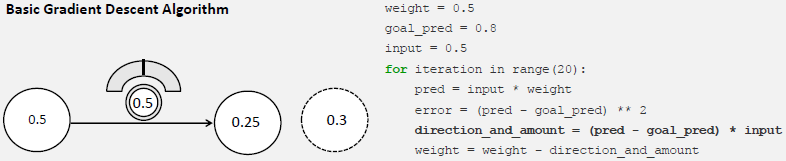 Basic Gradient Descent Algorithm
0.5
0.5
0.25
0.3
weight = 0.5
goal_pred = 0.8
input = 0.5
for iteration in range(20):
pred = input * weight
error = (pred - goal_pred) ** 2
direction_and_amount = (pred - goal_pred) * input
weight = weight - direction_and_amount